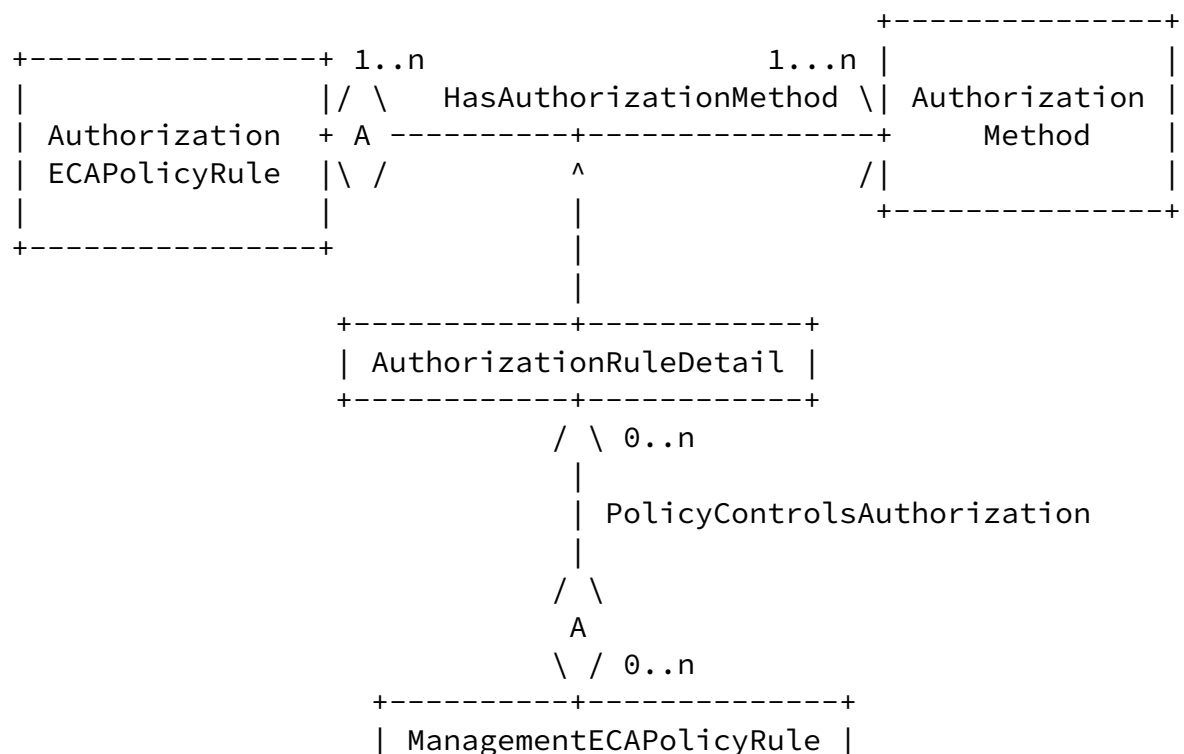 +---------------+
+----------------+ 1..n                   1...n |               |
|                |/ \   HasAuthorizationMethod \| Authorization |
| Authorization  + A ----------+----------------+     Method    |
| ECAPolicyRule  |\ /          ^               /|               |
|                |             |                +---------------+
+----------------+             |
                               |
                  +------------+------------+
                  | AuthorizationRuleDetail |
                  +------------+------------+
                              / \ 0..n
                               |
                               | PolicyControlsAuthorization
                               |
                              / \
                               A
                              \ / 0..n
                    +----------+--------------+
                    | ManagementECAPolicyRule |